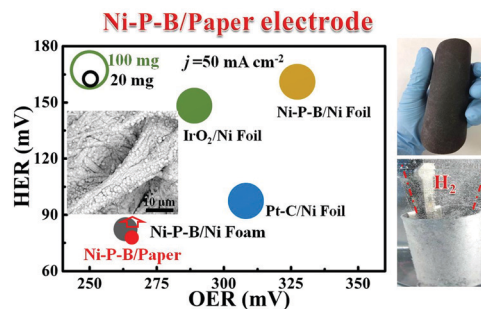 Ni-P-B/Paper electrode
180
150
120
90
60
HER (mV)
100 mg
20 mg
j=50 mA cm⁻²
Ni-P-B/Ni Foil
IrO₂/Ni Foil
10 μm
Pt-C/Ni Foil
Ni-P-B/Ni Foam
Ni-P-B/Paper
250 275 300 325 350
OER (mV)
H₂